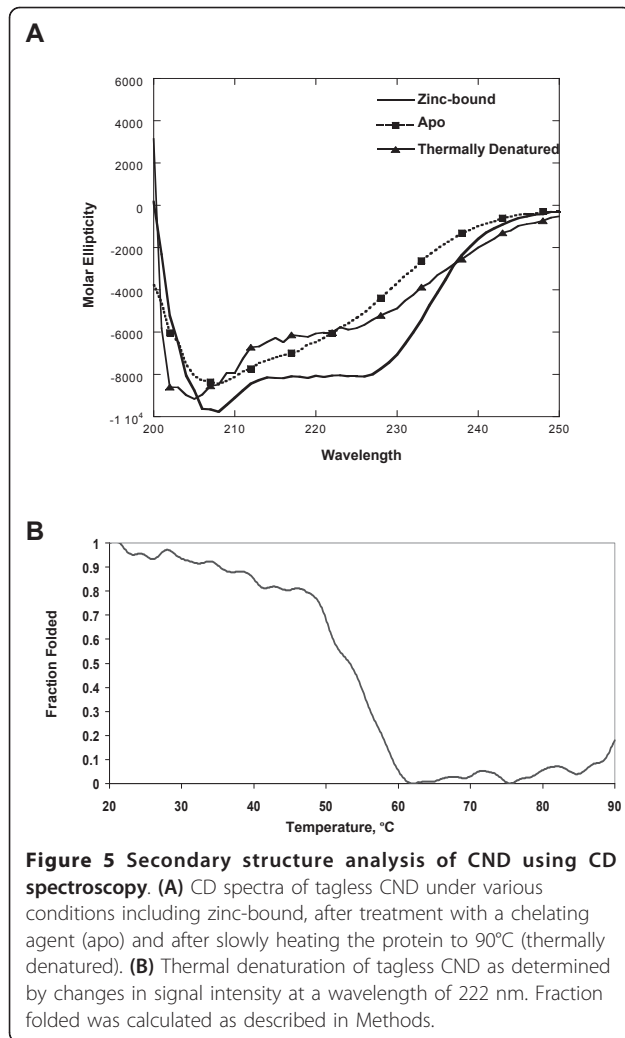 A
6000
4000
2000
0
-2000
-4000
-6000
-8000
-1 10⁴
Molar Ellipticity
Zinc-bound
Apo
Thermally Denatured
200 210 220 230 240 250
Wavelength
B
1
0.9
0.8
0.7
0.6
0.5
0.4
0.3
0.2
0.1
0
Fraction Folded
20 30 40 50 60 70 80 90
Temperature, °C
Figure 5 Secondary structure analysis of CND using CD
spectroscopy. (A) CD spectra of tagless CND under various
conditions including zinc-bound, after treatment with a chelating
agent (apo) and after slowly heating the protein to 90°C (thermally
denatured). (B) Thermal denaturation of tagless CND as determined
by changes in signal intensity at a wavelength of 222 nm. Fraction
folded was calculated as described in Methods.